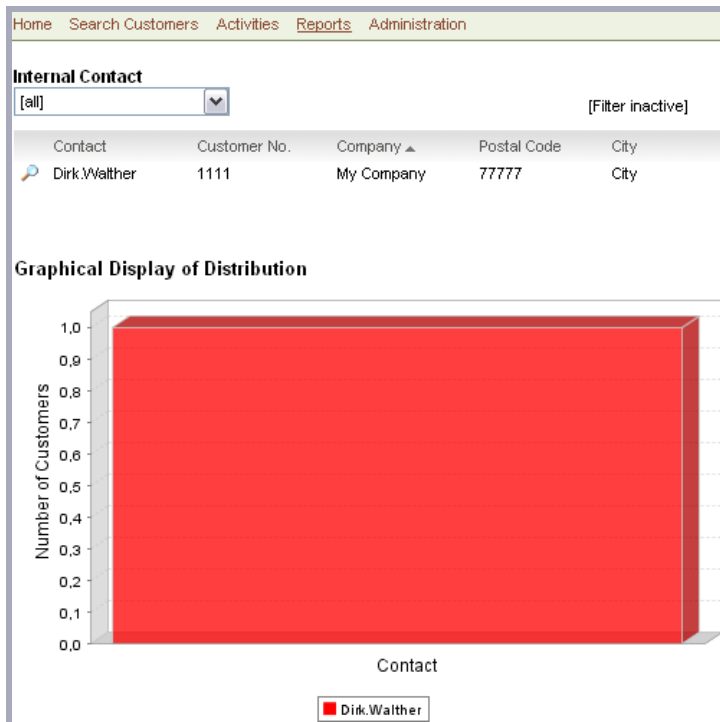 Home Search Customers Activities Reports Administration
Internal Contact
[all]
[Filter inactive]
Contact Customer No. Company Postal Code City
Dirk.Walther 1111 My Company 77777 City
Graphical Display of Distribution
1,0
0,9
0,8
0,7
0,6
0,5
0,4
0,3
0,2
0,1
0,0
Number of Customers
Contact
Dirk.Walther